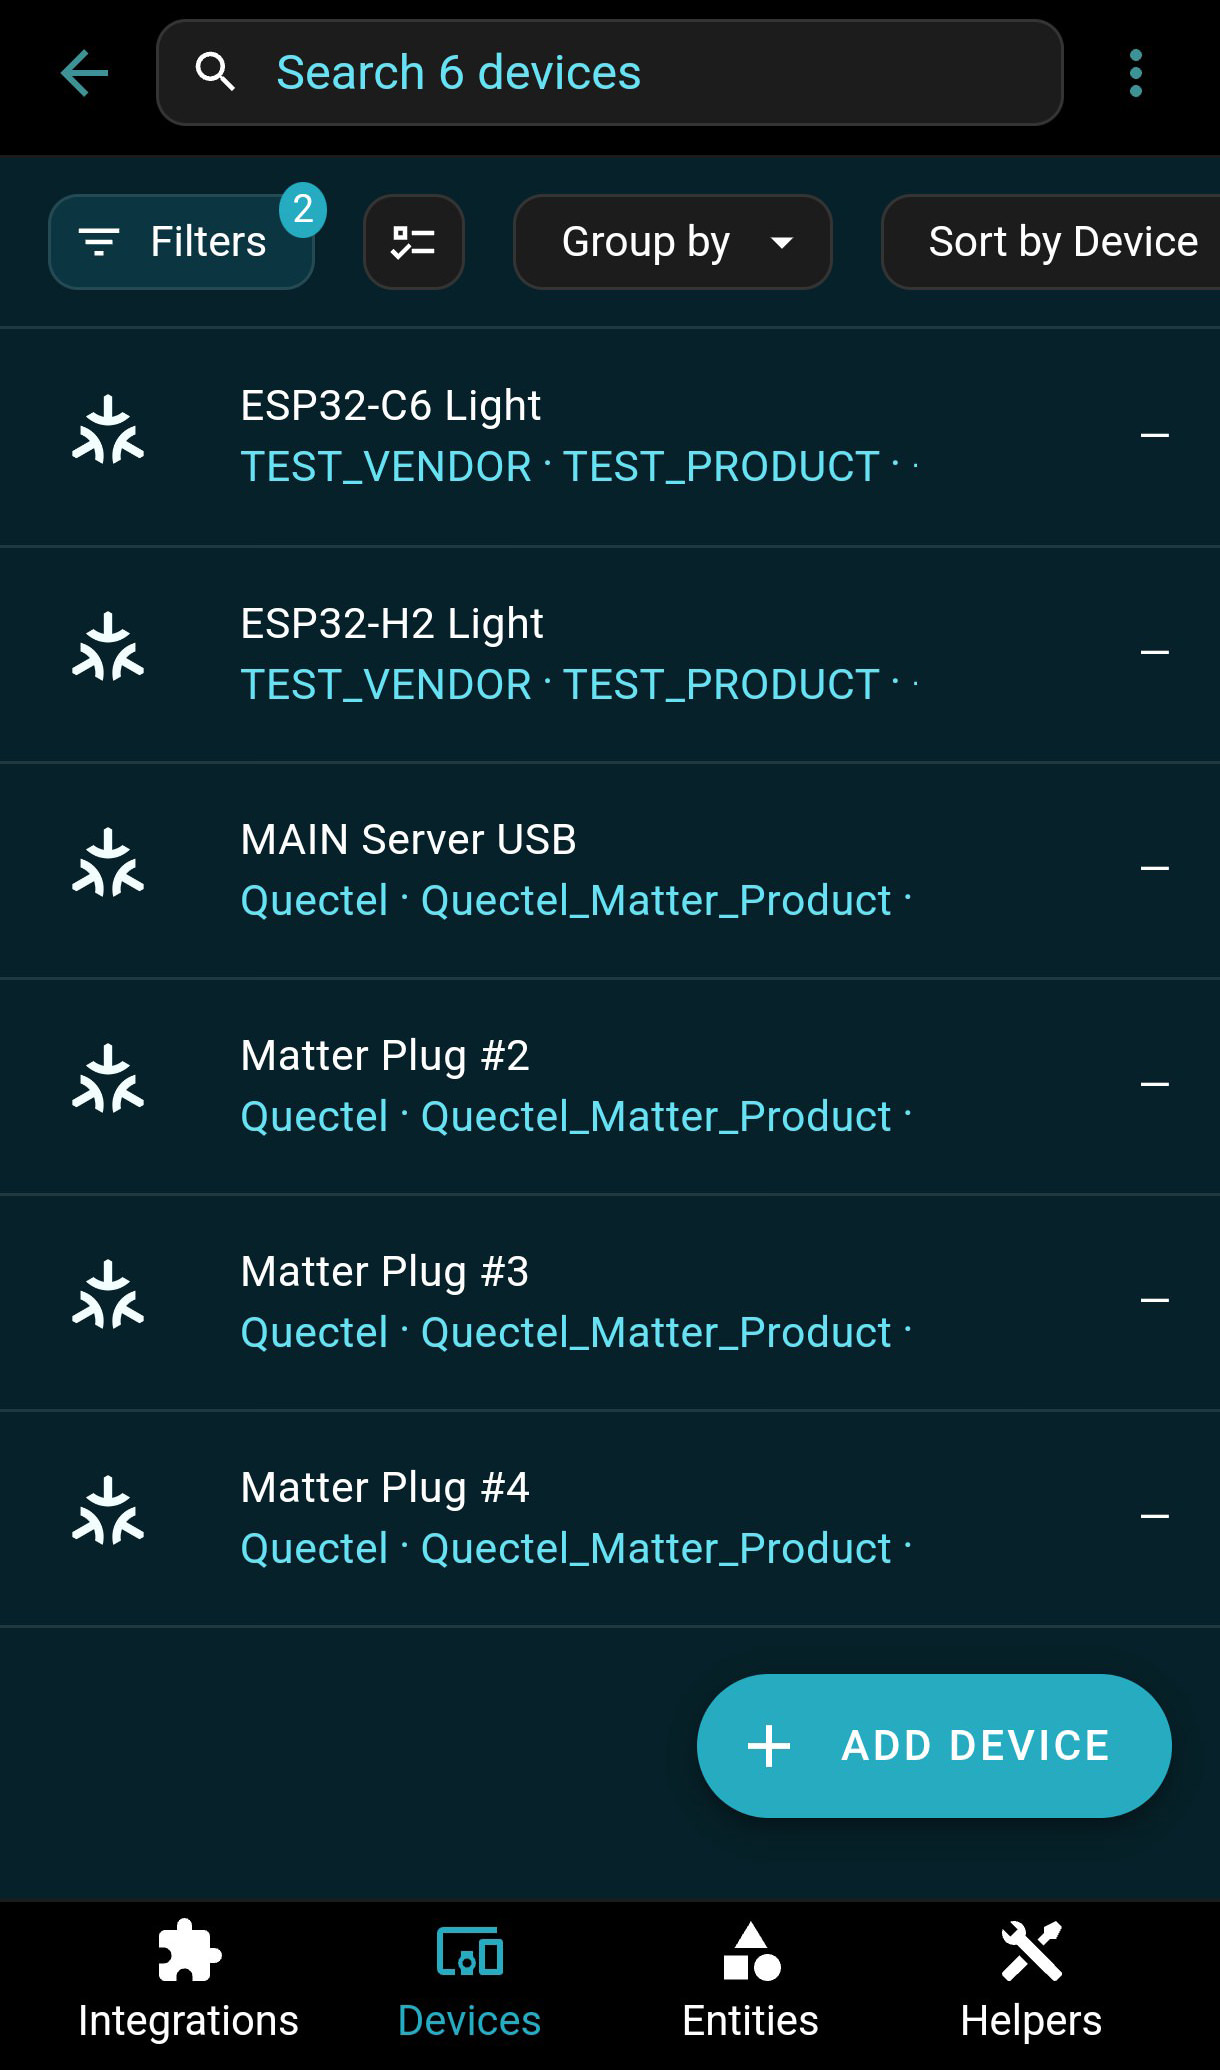 Search 6 devices
Filters 2 Group by Sort by Device
ESP32-C6 Light
TEST_VENDOR · TEST_PRODUCT · ·
–
ESP32-H2 Light
TEST_VENDOR · TEST_PRODUCT · ·
–
MAIN Server USB
Quectel · Quectel_Matter_Product ·
–
Matter Plug #2
Quectel · Quectel_Matter_Product ·
–
Matter Plug #3
Quectel · Quectel_Matter_Product ·
–
Matter Plug #4
Quectel · Quectel_Matter_Product ·
–
ADD DEVICE
Integrations Devices Entities Helpers